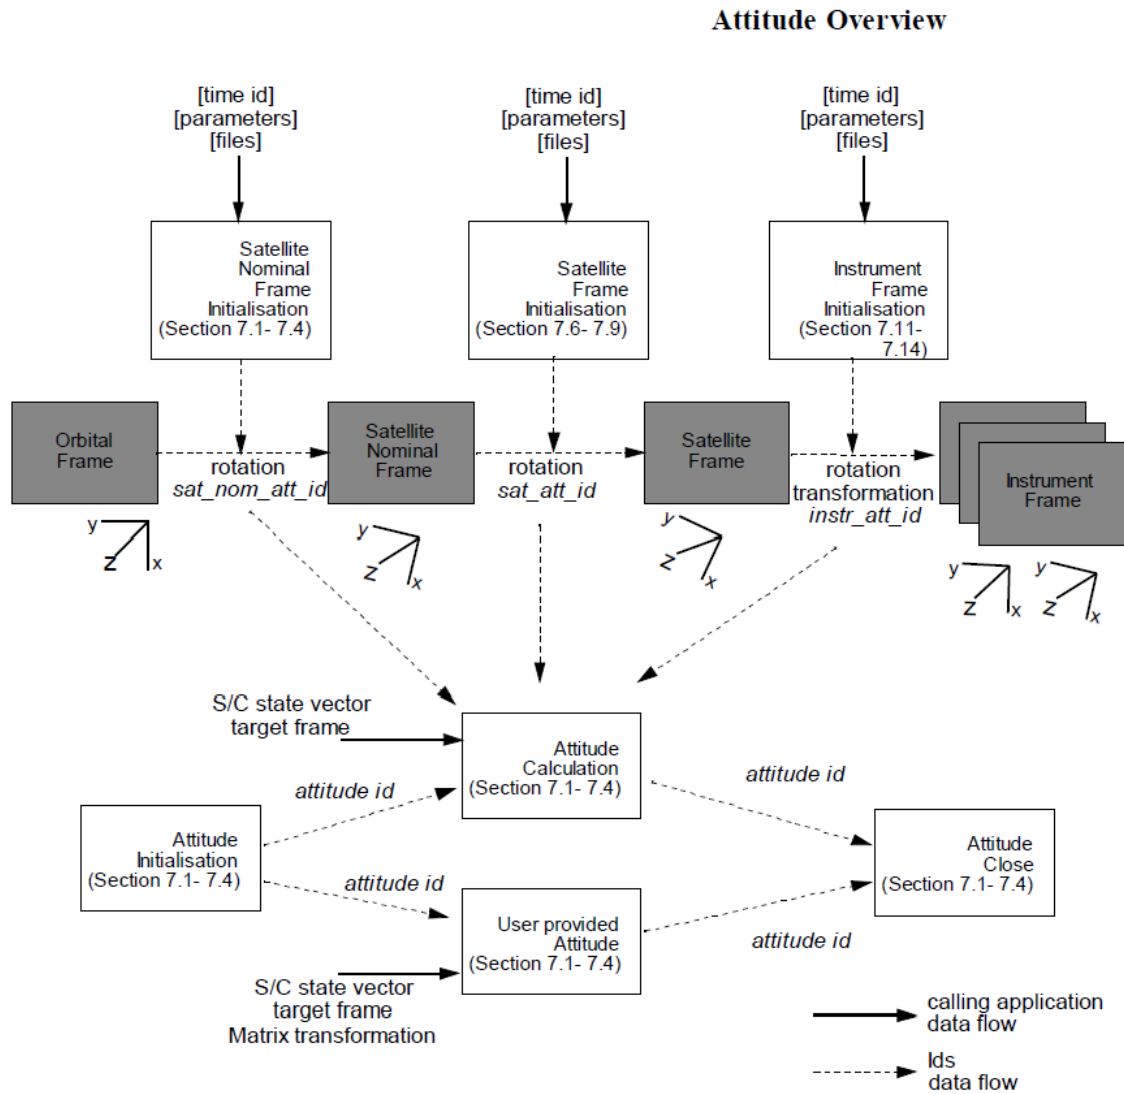 Attitude Overview
[time id]
[parameters]
[files]
[time id]
[parameters]
[files]
[time id]
[parameters]
[files]
Satellite
Nominal
Frame
Initialisation
(Section 7.1- 7.4)
Satellite
Frame
Initialisation
(Section 7.6- 7.9)
Instrument
Frame
Initialisation
(Section 7.11-
7.14)
Orbital
Frame
rotation
sat_nom_att_id
Satellite
Nominal
Frame
rotation
sat_att_id
Satellite
Frame
rotation
transformation
instr_att_id
Instrument
Frame
y
z
x
y
z
x
y
z
x
y
z
x
y
z
x
S/C state vector
target frame
Attitude
Calculation
(Section 7.1- 7.4)
attitude id
attitude id
Attitude
Initialisation
(Section 7.1- 7.4)
Attitude
Close
(Section 7.1- 7.4)
attitude id
User provided
Attitude
(Section 7.1- 7.4)
attitude id
S/C state vector
target frame
Matrix transformation
calling application
data flow
Ids
data flow